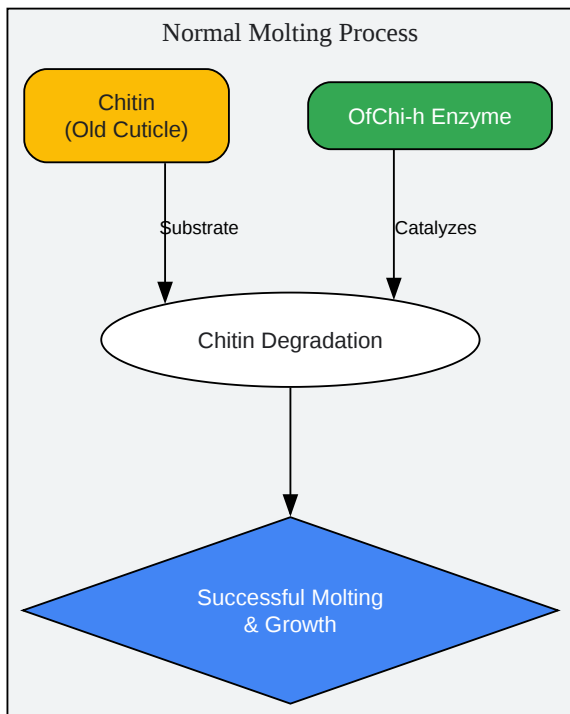 Normal Molting Process
Chitin
(Old Cuticle)
OfChi-h Enzyme
Substrate
Catalyzes
Chitin Degradation
Successful Molting
& Growth